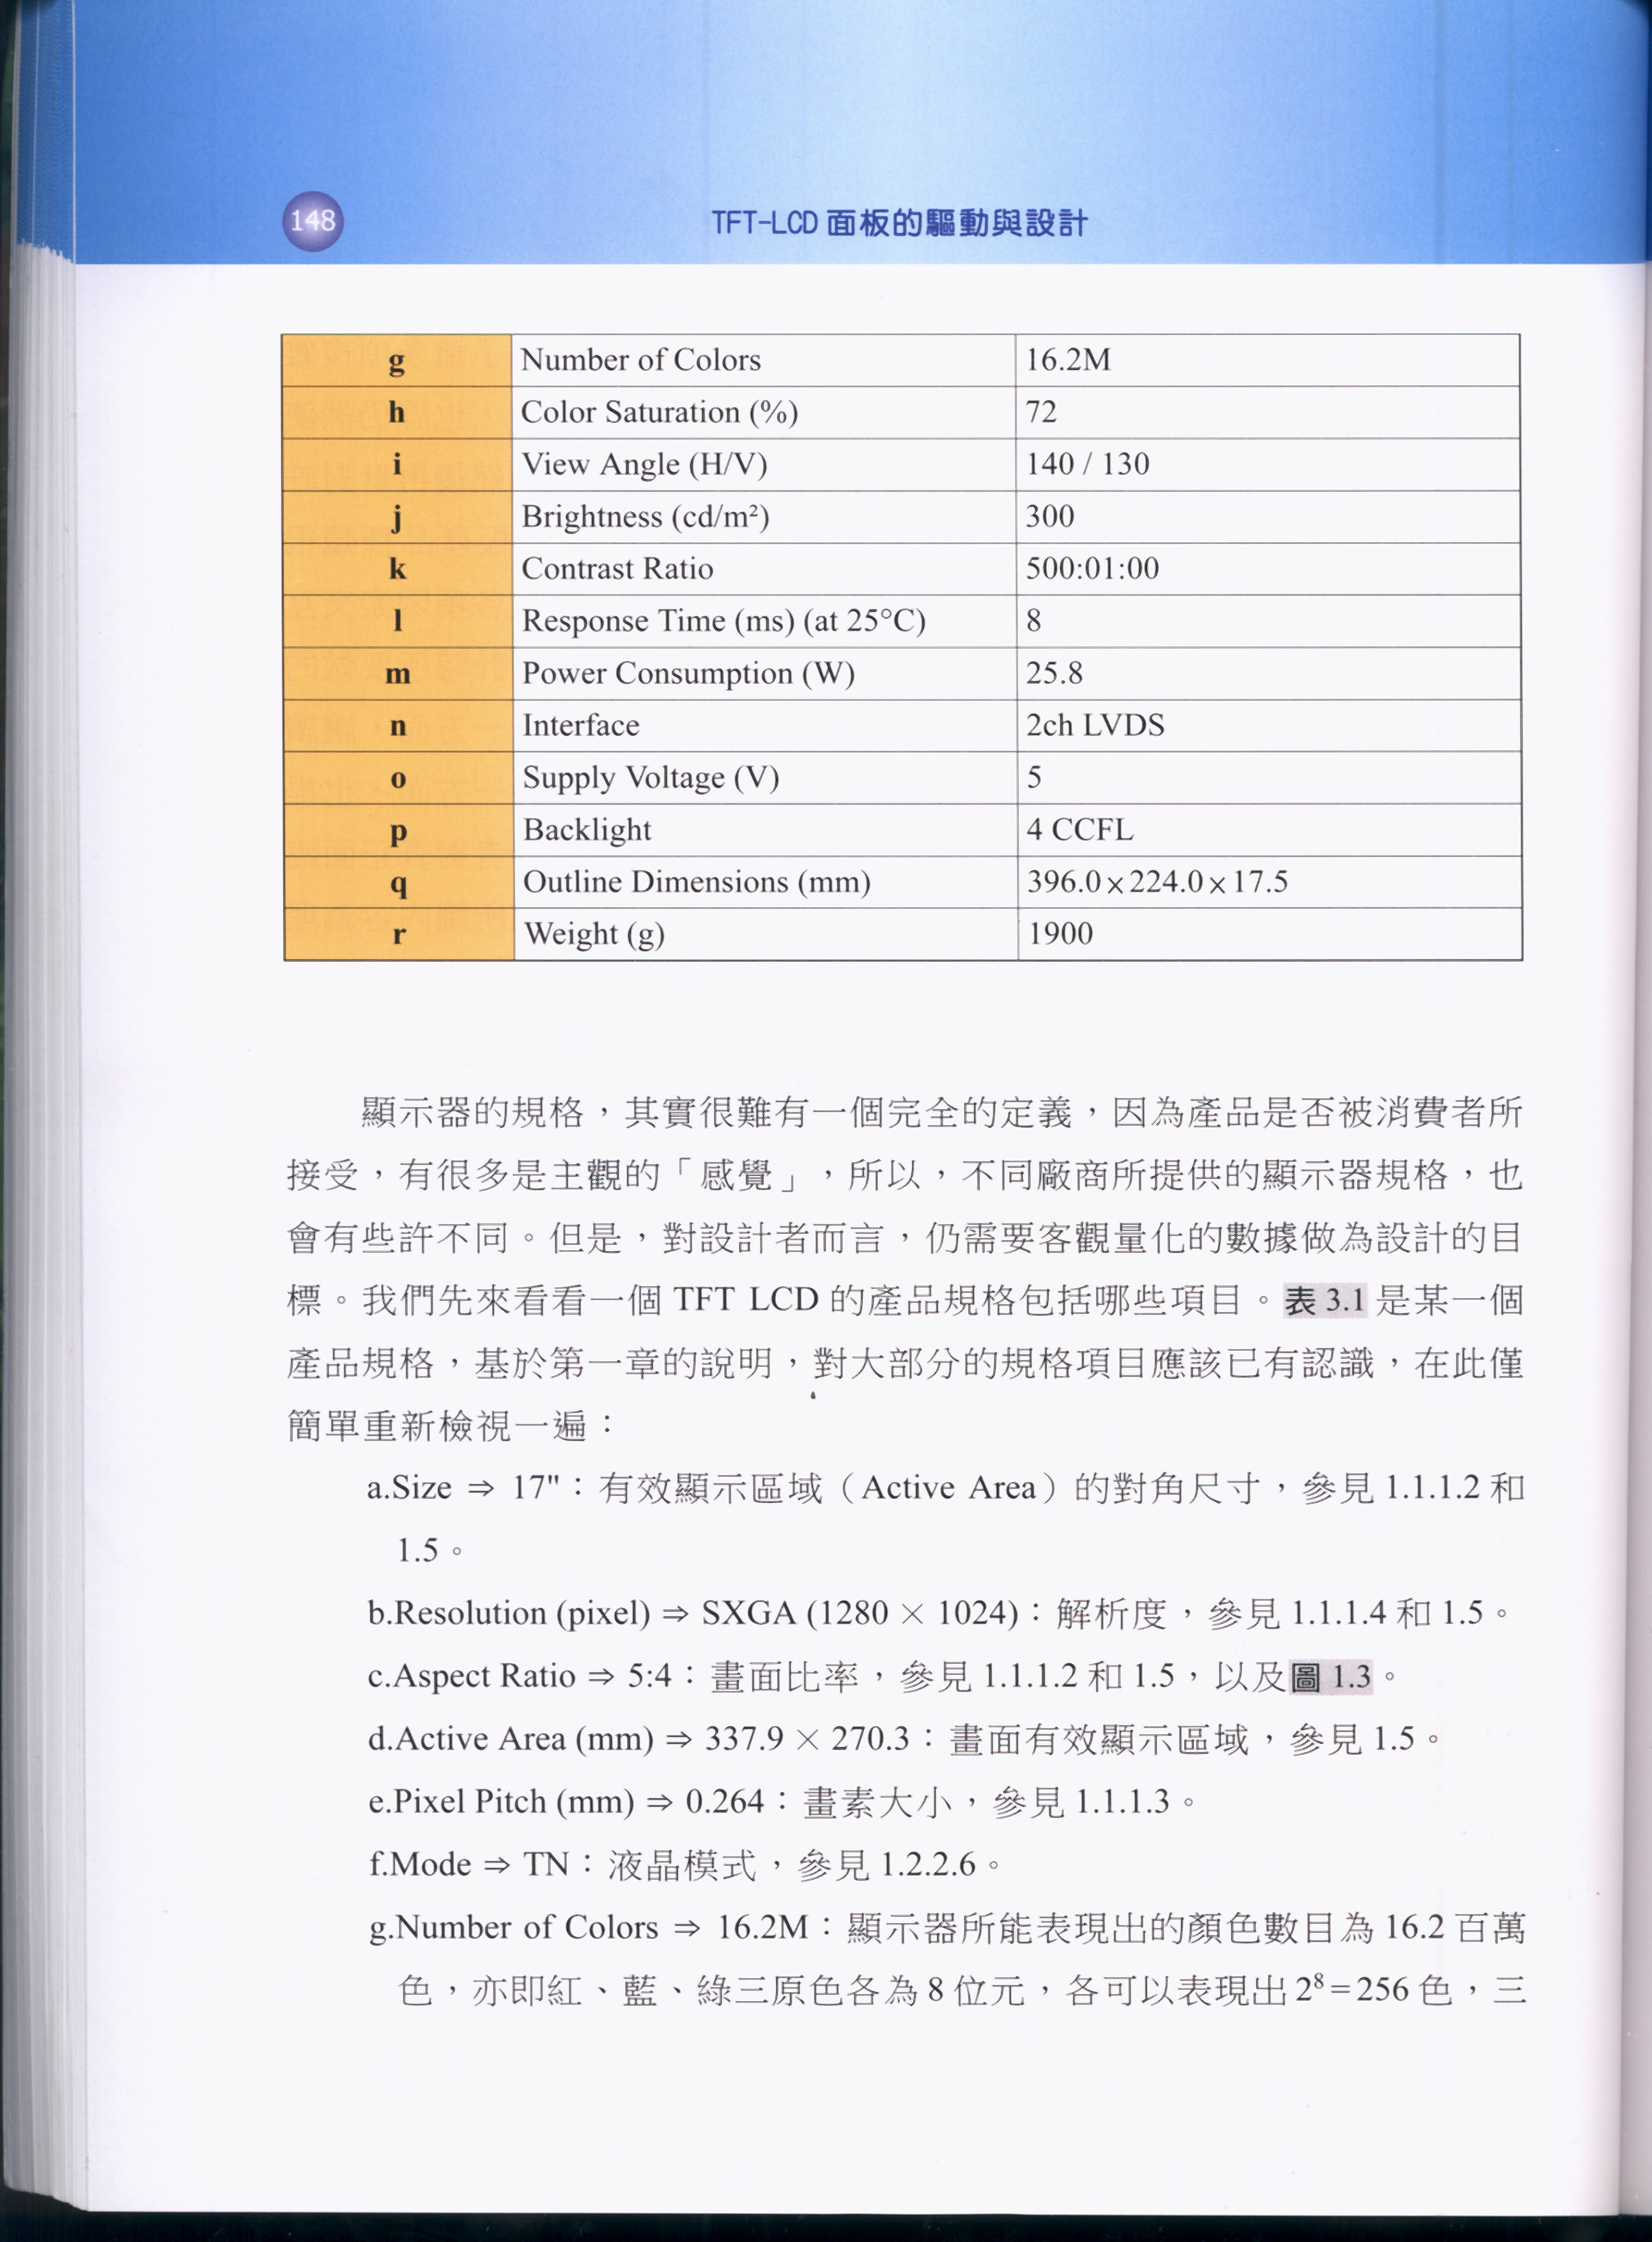 148
TFT-LCD 面板的驅動與設計
g Number of Colors 16.2M
h Color Saturation (%) 72
i View Angle (H/V) 140 / 130
j Brightness (cd/m²) 300
k Contrast Ratio 500:01:00
l Response Time (ms) (at 25°C) 8
m Power Consumption (W) 25.8
n Interface 2ch LVDS
o Supply Voltage (V) 5
p Backlight 4 CCFL
q Outline Dimensions (mm) 396.0×224.0×17.5
r Weight (g) 1900
顯示器的規格，其實很難有一個完全的定義，因為產品是否被消費者所
接受，有很多是主觀的「感覺」，所以，不同廠商所提供的顯示器規格，也
會有些許不同。但是，對設計者而言，仍需要客觀量化的數據做為設計的目
標。我們先來看看一個 TFT LCD 的產品規格包括哪些項目。表 3.1 是某一個
產品規格，基於第一章的說明，對大部分的規格項目應該已有認識，在此僅
簡單重新檢視一遍：
a.Size ⇒ 17"：有效顯示區域（Active Area）的對角尺寸，參見 1.1.1.2 和
1.5。
b.Resolution (pixel) ⇒ SXGA (1280 × 1024)：解析度，參見 1.1.1.4 和 1.5。
c.Aspect Ratio ⇒ 5:4：畫面比率，參見 1.1.1.2 和 1.5，以及圖 1.3。
d.Active Area (mm) ⇒ 337.9 × 270.3：畫面有效顯示區域，參見 1.5。
e.Pixel Pitch (mm) ⇒ 0.264：畫素大小，參見 1.1.1.3。
f.Mode ⇒ TN：液晶模式，參見 1.2.2.6。
g.Number of Colors ⇒ 16.2M：顯示器所能表現出的顏色數目為 16.2 百萬
色，亦即紅、藍、綠三原色各為 8 位元，各可以表現出 2⁸=256 色，三